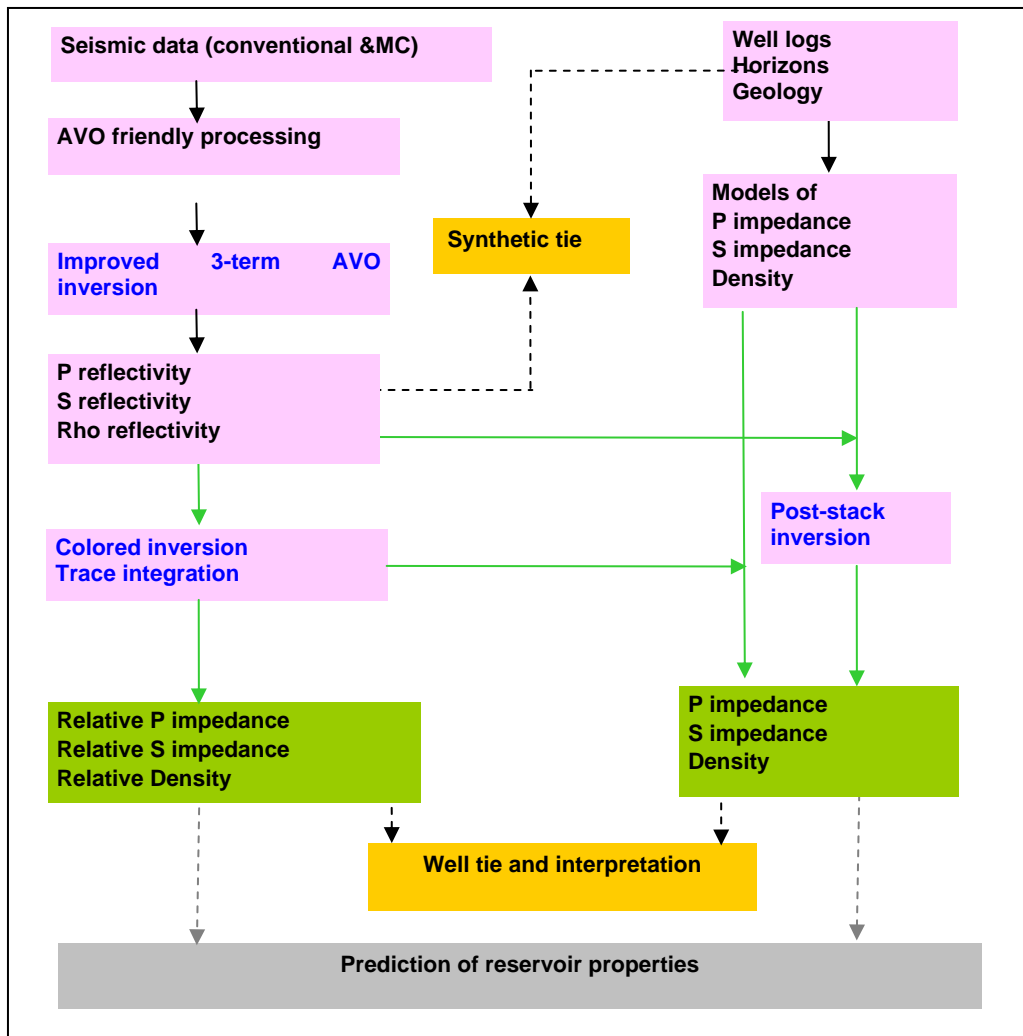 Seismic data (conventional &MC)
Well logs
Horizons
Geology
AVO friendly processing
Models of
P impedance
S impedance
Density
Synthetic tie
Improved 3-term AVO
inversion
P reflectivity
S reflectivity
Rho reflectivity
Post-stack
inversion
Colored inversion
Trace integration
Relative P impedance
Relative S impedance
Relative Density
P impedance
S impedance
Density
Well tie and interpretation
Prediction of reservoir properties